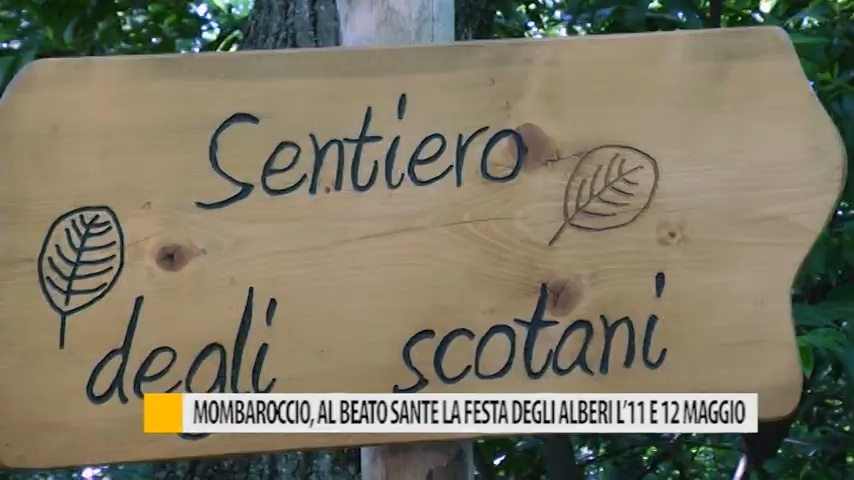 Sentiero
degli scotani
MOMBAROCCIO, AL BEATO SANTE LA FESTA DEGLI ALBERI L'11 E 12 MAGGIO